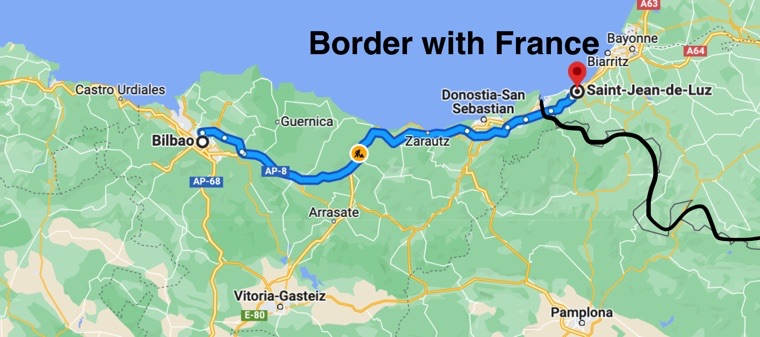 A63
Border with France
Bayonne
A64
Biarritz
Castro Urdiales
Donostia-San
Sebastian
Saint-Jean-de-Luz
Guernica
Bilbao
Zarautz
AP-8
AP-68
Arrasate
Vitoria-Gasteiz
E-80
Pamplona